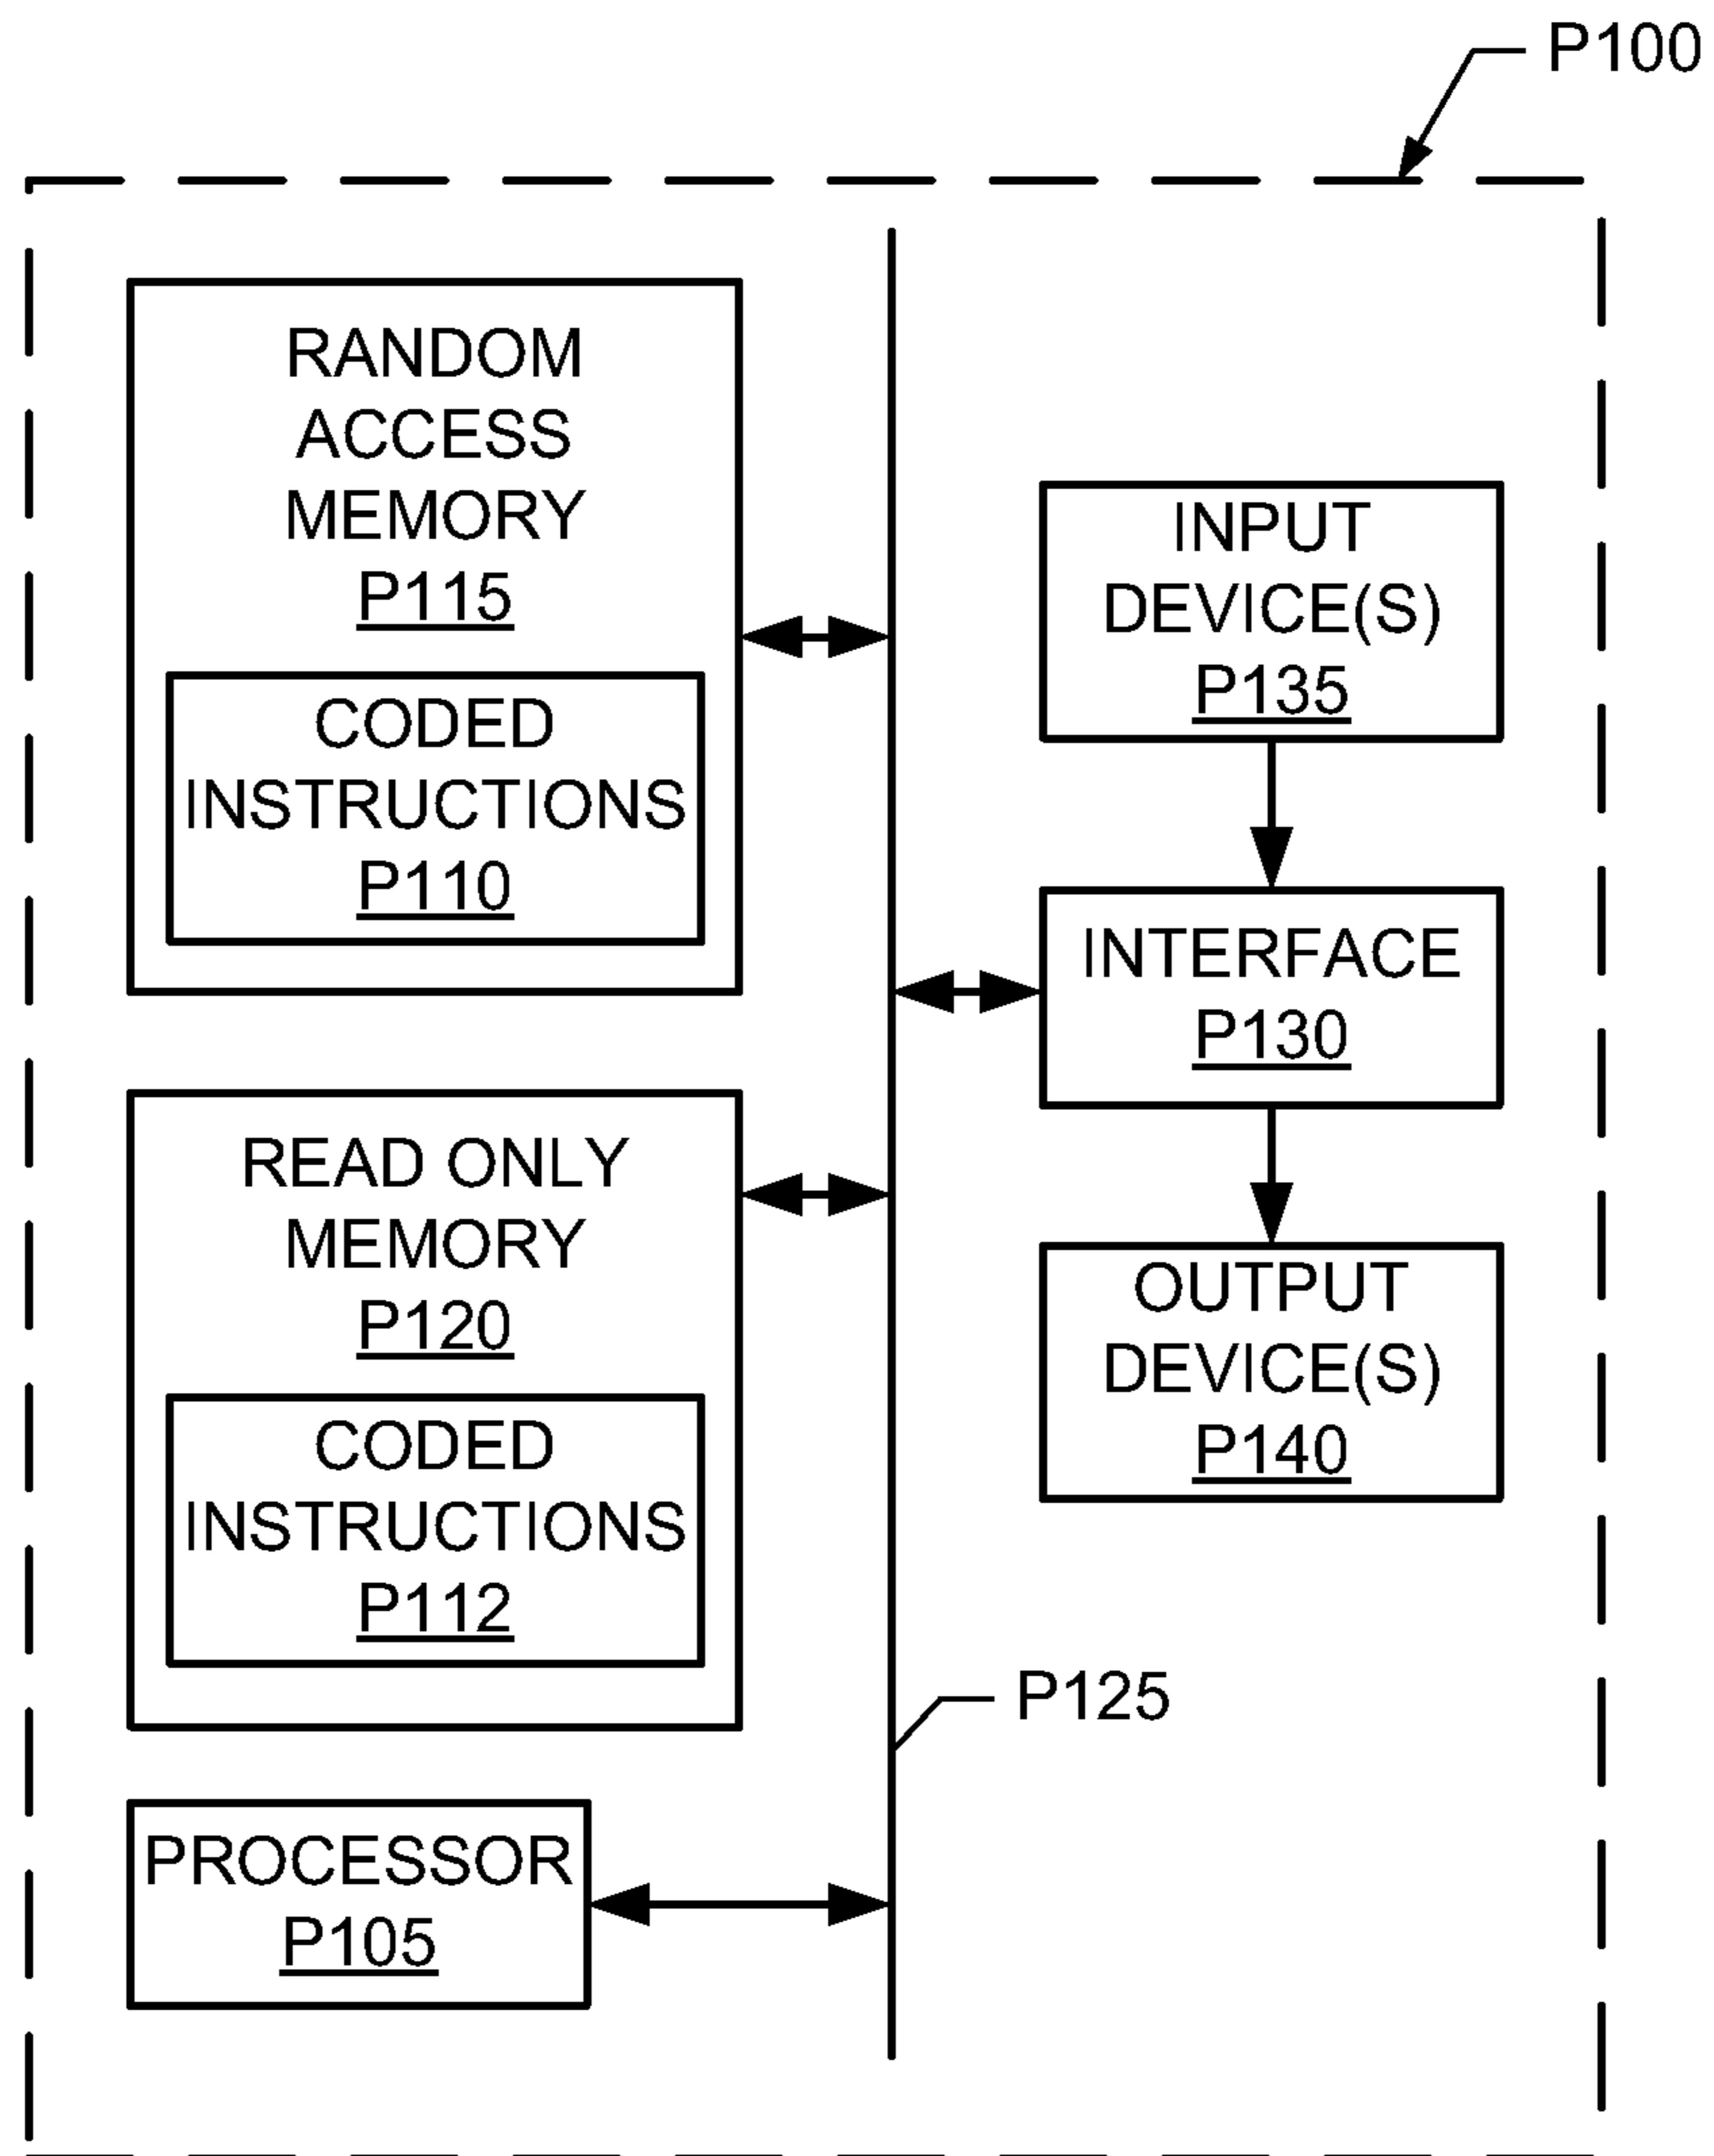 P100
RANDOM
ACCESS
MEMORY
P115
CODED
INSTRUCTIONS
P110
READ ONLY
MEMORY
P120
CODED
INSTRUCTIONS
P112
PROCESSOR
P105
INPUT
DEVICE(S)
P135
INTERFACE
P130
OUTPUT
DEVICE(S)
P140
P125